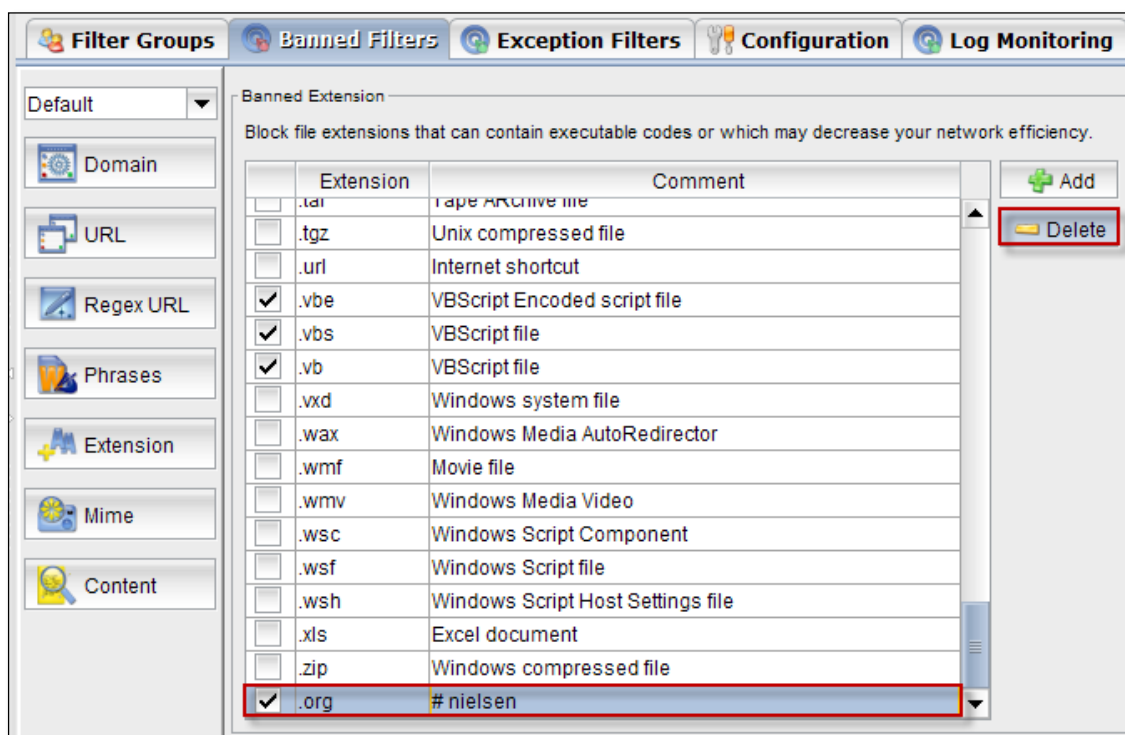 Filter Groups Banned Filters Exception Filters Configuration Log Monitoring
Default
Domain
URL
Regex URL
Phrases
Extension
Mime
Content
Banned Extension
Block file extensions that can contain executable codes or which may decrease your network efficiency.
Extension Comment
.tar Tape ARchive file
.tgz Unix compressed file
.url Internet shortcut
.vbe VBScript Encoded script file
.vbs VBScript file
.vb VBScript file
.vxd Windows system file
.wax Windows Media AutoRedirector
.wmf Movie file
.wmv Windows Media Video
.wsc Windows Script Component
.wsf Windows Script file
.wsh Windows Script Host Settings file
.xls Excel document
.zip Windows compressed file
.org # nielsen
Add
Delete